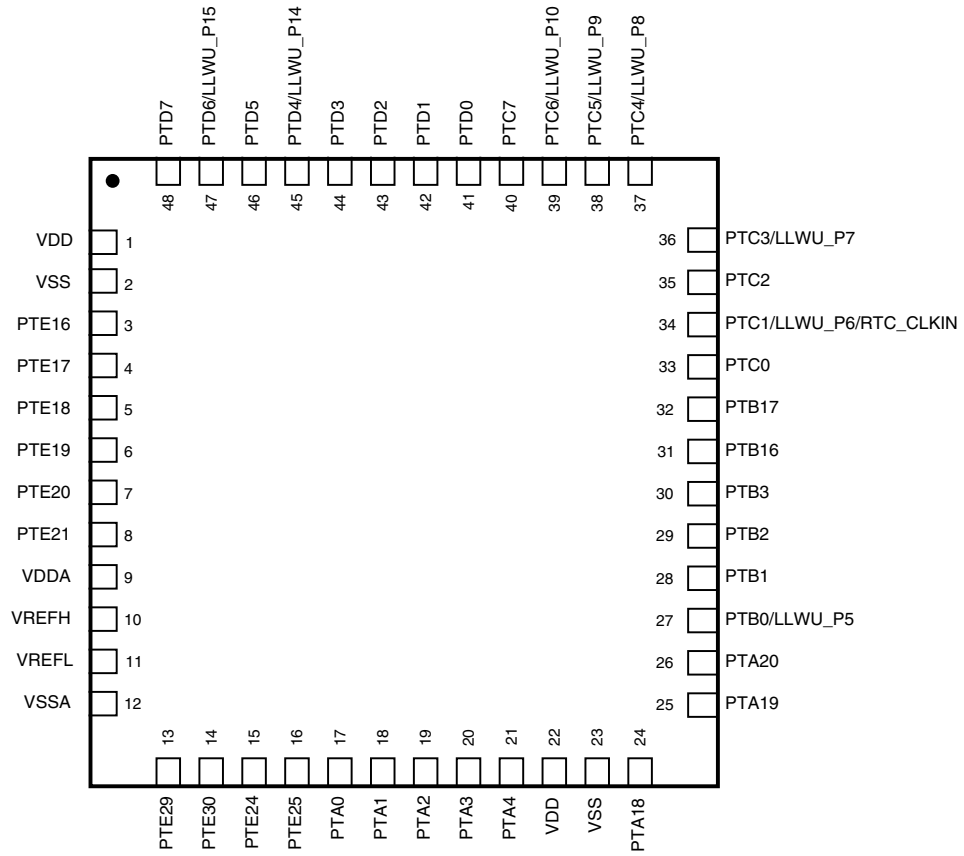 PTD7
PTD6/LLWU_P15
PTD5
PTD4/LLWU_P14
PTD3
PTD2
PTD1
PTD0
PTC7
PTC6/LLWU_P10
PTC5/LLWU_P9
PTC4/LLWU_P8
48
47
46
45
44
43
42
41
40
39
38
37
VDD 1
VSS 2
PTE16 3
PTE17 4
PTE18 5
PTE19 6
PTE20 7
PTE21 8
VDDA 9
VREFH 10
VREFL 11
VSSA 12
36 PTC3/LLWU_P7
35 PTC2
34 PTC1/LLWU_P6/RTC_CLKIN
33 PTC0
32 PTB17
31 PTB16
30 PTB3
29 PTB2
28 PTB1
27 PTB0/LLWU_P5
26 PTA20
25 PTA19
13
14
15
16
17
18
19
20
21
22
23
24
PTE29
PTE30
PTE24
PTE25
PTA0
PTA1
PTA2
PTA3
PTA4
VDD
VSS
PTA18